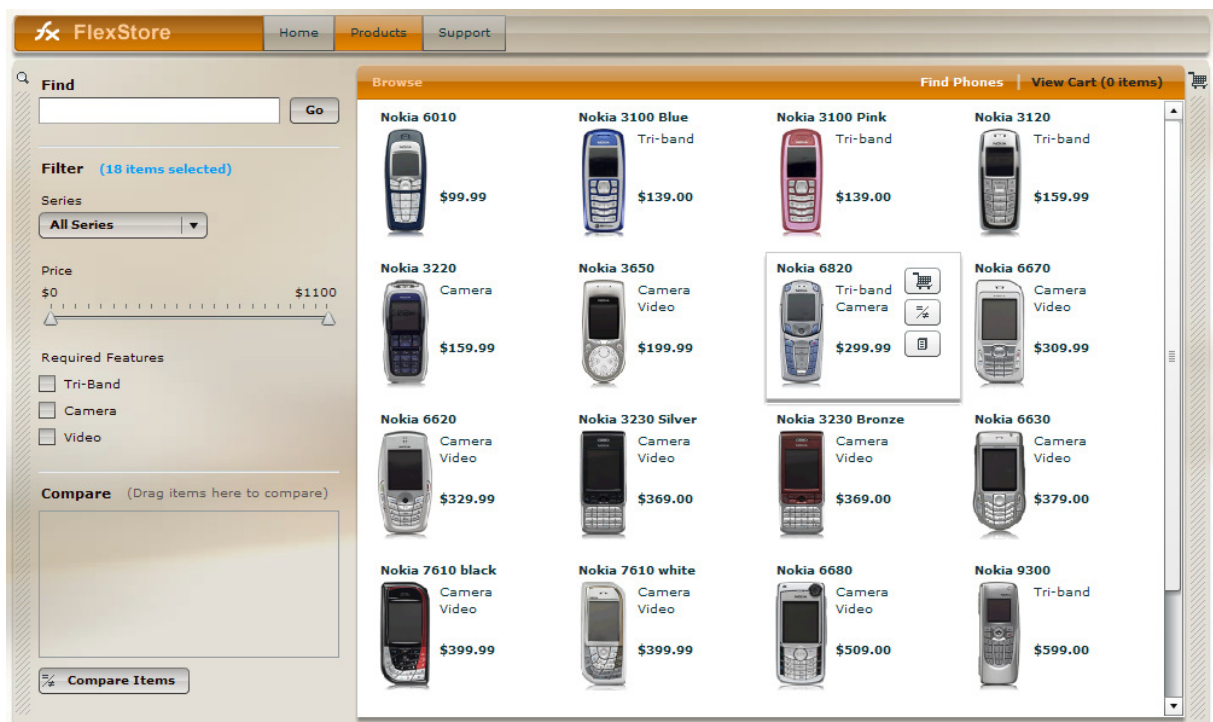 fx FlexStore
Home
Products
Support
Find
Go
Filter (18 items selected)
Series
All Series
Price
$0 $1100
Required Features
Tri-Band
Camera
Video
Compare (Drag items here to compare)
Compare Items
Browse
Find Phones | View Cart (0 items)
Nokia 6010
$99.99
Nokia 3100 Blue
Tri-band
$139.00
Nokia 3100 Pink
Tri-band
$139.00
Nokia 3120
Tri-band
$159.99
Nokia 3220
Camera
$159.99
Nokia 3650
Camera
Video
$199.99
Nokia 6820
Tri-band
Camera
$299.99
Nokia 6670
Camera
Video
$309.99
Nokia 6620
Camera
Video
$329.99
Nokia 3230 Silver
Camera
Video
$369.00
Nokia 3230 Bronze
Camera
Video
$369.00
Nokia 6630
Camera
Video
$379.00
Nokia 7610 black
Camera
Video
$399.99
Nokia 7610 white
Camera
Video
$399.99
Nokia 6680
Camera
Video
$509.00
Nokia 9300
Tri-band
$599.00